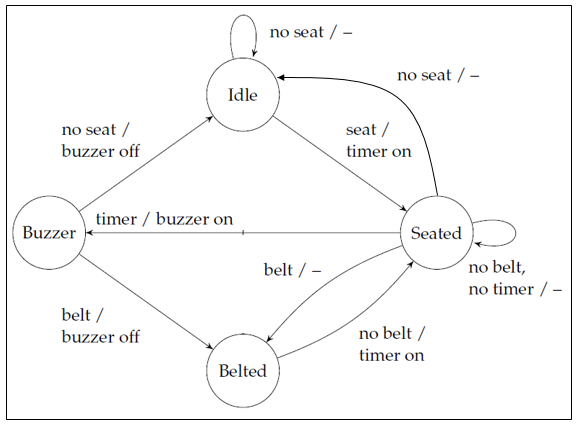 no seat / –
no seat / –
Idle
no seat /
buzzer off
seat /
timer on
timer / buzzer on
Buzzer
Seated
belt / –
no belt,
no timer / –
belt /
buzzer off
no belt /
timer on
Belted